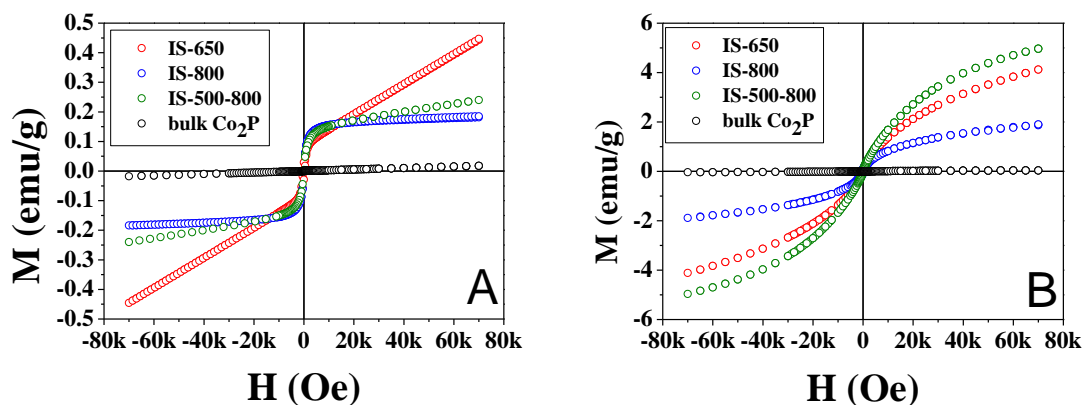 0.5
0.4
0.3
0.2
0.1
0.0
-0.1
-0.2
-0.3
-0.4
-0.5
M (emu/g)
IS-650
IS-800
IS-500-800
bulk Co₂P
A
-80k -60k -40k -20k 0 20k 40k 60k 80k
H (Oe)
6
4
2
0
-2
-4
-6
M (emu/g)
IS-650
IS-800
IS-500-800
bulk Co₂P
B
-80k -60k -40k -20k 0 20k 40k 60k 80k
H (Oe)